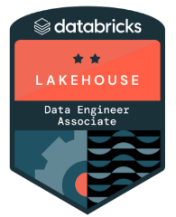 databricks
LAKEHOUSE
Data Engineer
Associate